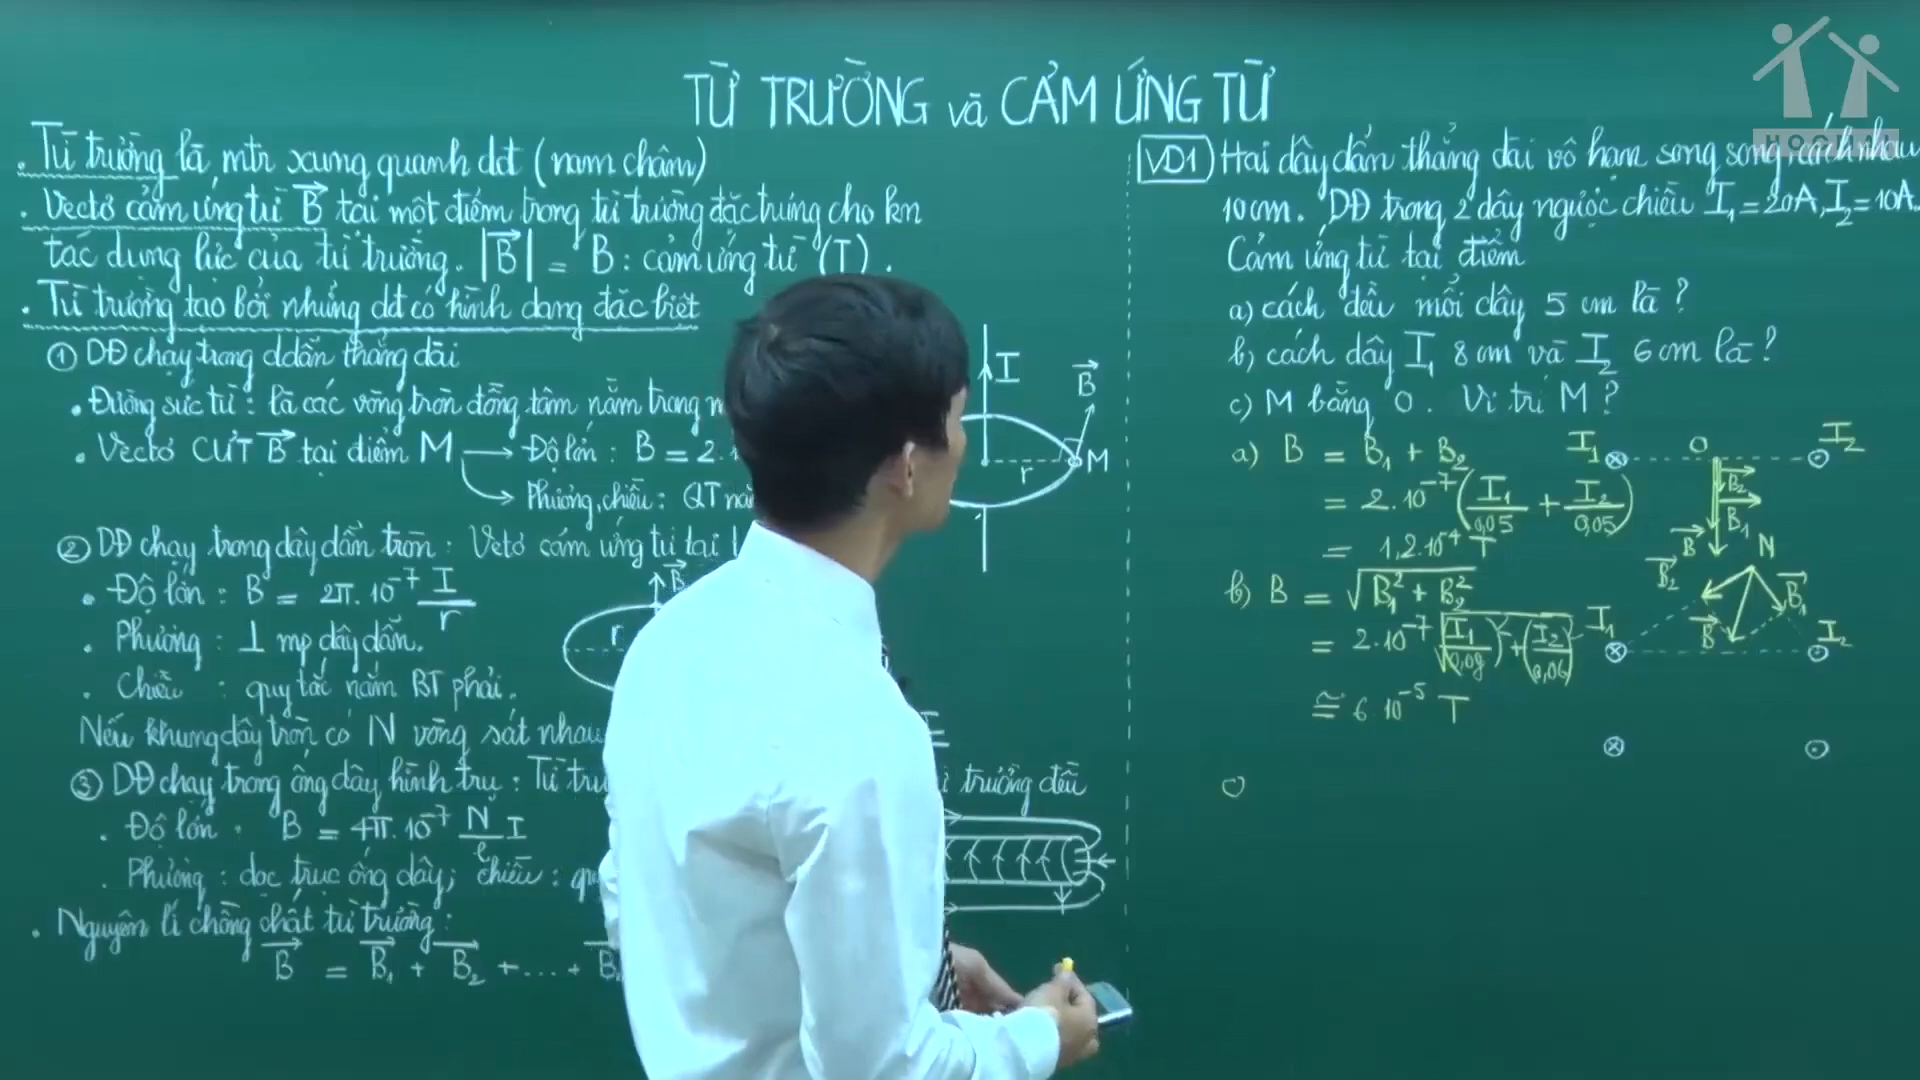 TỪ TRƯỜNG và CẢM ỨNG TỪ
. Từ trường là mtr xung quanh dđ (nam châm)
. Vectơ cảm ứng từ B tại một điểm trong từ trường đặc trưng cho kn
tác dụng lực của từ trường. |B| = B : cảm ứng từ (T).
. Từ trường tạo bởi những dđ có hình dạng đặc biệt
① DĐ chạy trong ddẫn thẳng dài
. Đường sức từ : là các vòng tròn đồng tâm nằm trong
. Vectơ CƯT B tại điểm M → Độ lớn : B = 2.
→ Phương, chiều : QT
I
B
r
M
② DĐ chạy trong dây dẫn tròn : Vectơ cảm ứng từ tại
. Độ lớn : B = 2π.10⁻⁷ I/r
. Phương : ⊥ mp dây dẫn.
. Chiều : quy tắc nắm BT phải.
B
r
Nếu khung dây tròn có N vòng sát nhau
③ DĐ chạy trong ống dây hình trụ : Từ
trường đều
. Độ lớn : B = 4π.10⁻⁷ N/l I
. Phương : dọc trục ống dây; chiều :
. Nguyên lí chồng chất từ trường :
B = B₁ + B₂ + .... + B
VD1 Hai dây dẫn thẳng dài vô hạn song song, cách nhau
10cm. DĐ trong 2 dây ngược chiều I₁ = 20A, I₂ = 10A.
Cảm ứng từ tại điểm
a) cách đều mỗi dây 5 cm là ?
b) cách dây I₁ 8 cm và I₂ 6 cm là ?
c) M bằng 0. Vị trí M ?
a) B = B₁ + B₂
= 2.10⁻⁷(I₁/0,05 + I₂/0,05)
= 1,2.10⁻⁴ T
I₁ O I₂
B₂
B₁
B
b) B = √(B₁² + B₂²)
= 2.10⁻⁷ √((I₁/0,08)² + (I₂/0,06)²)
≅ 6.10⁻⁵ T
N
B₂
B₁
B
I₁ I₂
HOCMAI